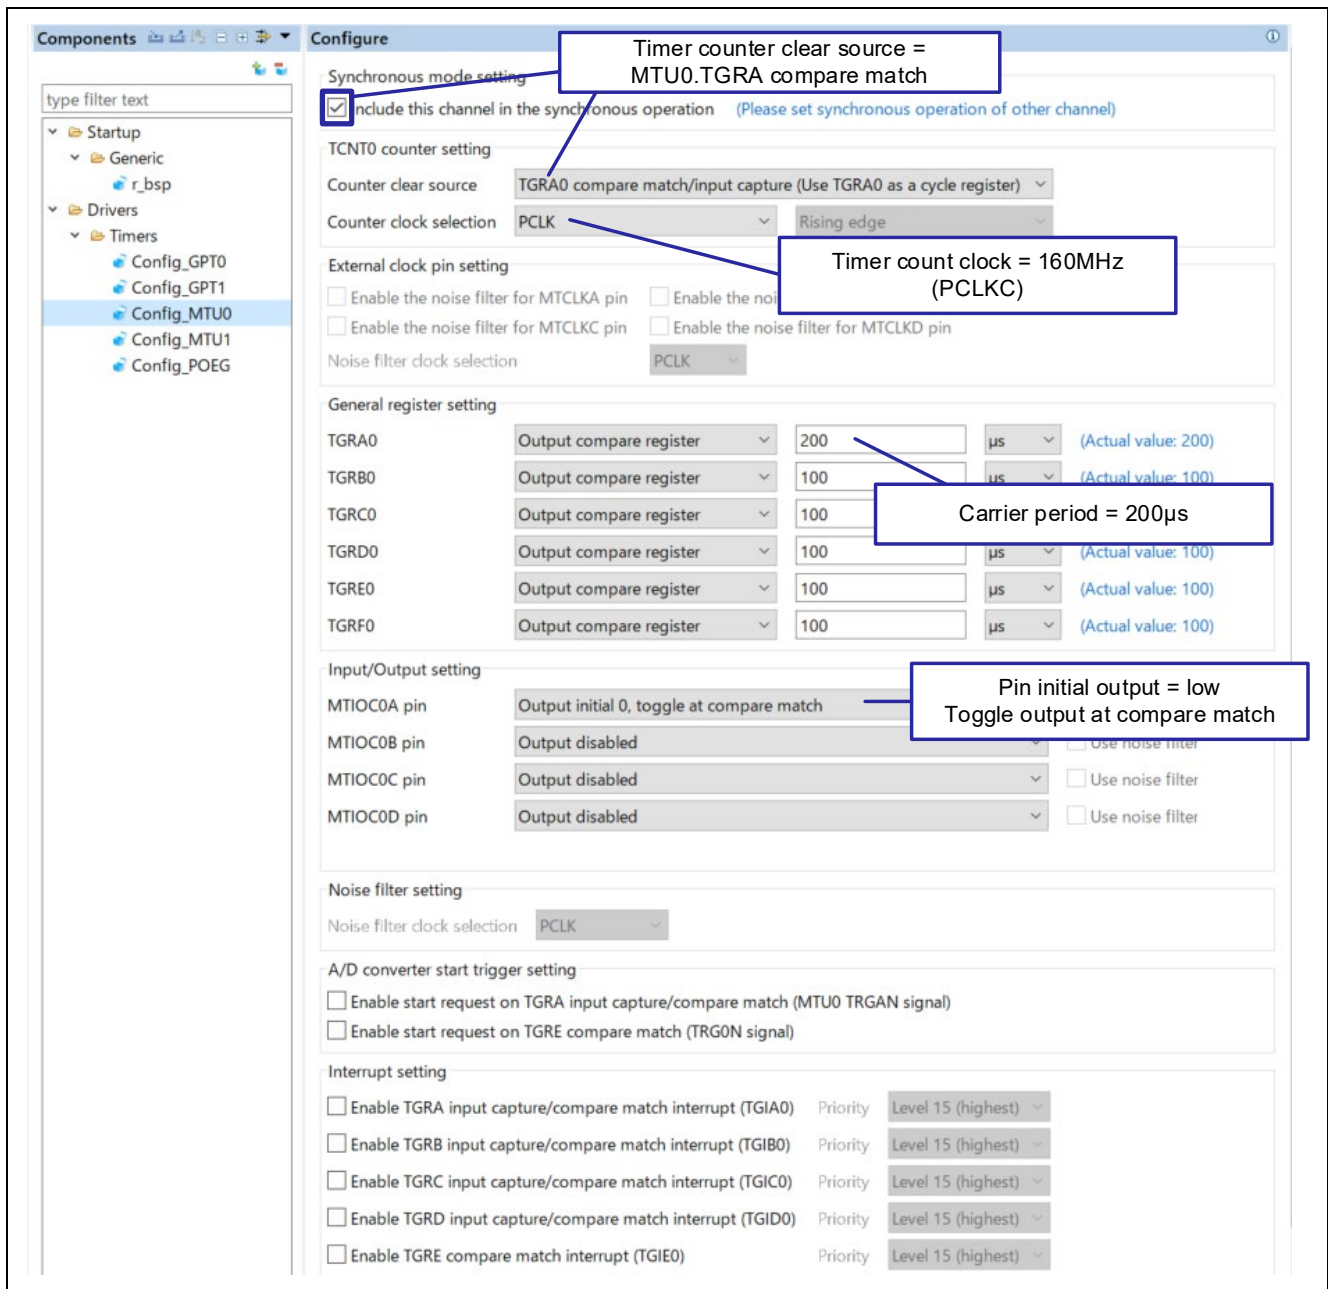 Components
Configure
type filter text
Startup
Generic
r_bsp
Drivers
Timers
Config_GPT0
Config_GPT1
Config_MTU0
Config_MTU1
Config_POEG
Timer counter clear source =
MTU0.TGRA compare match
Synchronous mode setting
Include this channel in the synchronous operation (Please set synchronous operation of other channel)
TCNT0 counter setting
Counter clear source TGRA0 compare match/input capture (Use TGRA0 as a cycle register)
Counter clock selection PCLK Rising edge
Timer count clock = 160MHz
(PCLKC)
External clock pin setting
Enable the noise filter for MTCLKA pin Enable the noi
Enable the noise filter for MTCLKC pin Enable the noise filter for MTCLKD pin
Noise filter clock selection PCLK
General register setting
TGRA0 Output compare register 200 µs (Actual value: 200)
TGRB0 Output compare register 100 µs (Actual value: 100)
Carrier period = 200µs
TGRC0 Output compare register 100
TGRD0 Output compare register 100 µs (Actual value: 100)
TGRE0 Output compare register 100 µs (Actual value: 100)
TGRF0 Output compare register 100 µs (Actual value: 100)
Input/Output setting
Pin initial output = low
Toggle output at compare match
MTIOC0A pin Output initial 0, toggle at compare match
MTIOC0B pin Output disabled Use noise filter
MTIOC0C pin Output disabled Use noise filter
MTIOC0D pin Output disabled Use noise filter
Noise filter setting
Noise filter clock selection PCLK
A/D converter start trigger setting
Enable start request on TGRA input capture/compare match (MTU0 TRGAN signal)
Enable start request on TGRE compare match (TRG0N signal)
Interrupt setting
Enable TGRA input capture/compare match interrupt (TGIA0) Priority Level 15 (highest)
Enable TGRB input capture/compare match interrupt (TGIB0) Priority Level 15 (highest)
Enable TGRC input capture/compare match interrupt (TGIC0) Priority Level 15 (highest)
Enable TGRD input capture/compare match interrupt (TGID0) Priority Level 15 (highest)
Enable TGRE compare match interrupt (TGIE0) Priority Level 15 (highest)